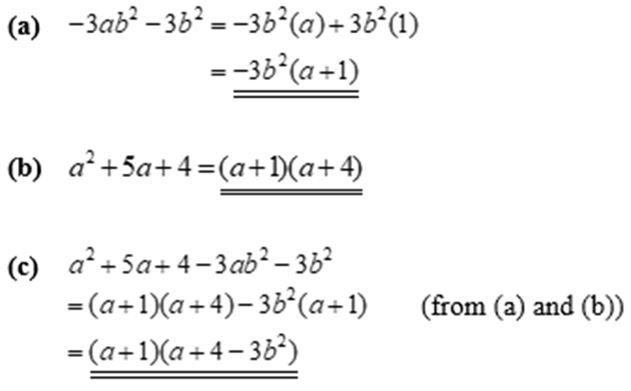 (a) −3ab² − 3b² = −3b²(a) + 3b²(1)
= −3b²(a + 1)
(b) a² + 5a + 4 = (a + 1)(a + 4)
(c) a² + 5a + 4 − 3ab² − 3b²
= (a + 1)(a + 4) − 3b²(a + 1) (from (a) and (b))
= (a + 1)(a + 4 − 3b²)